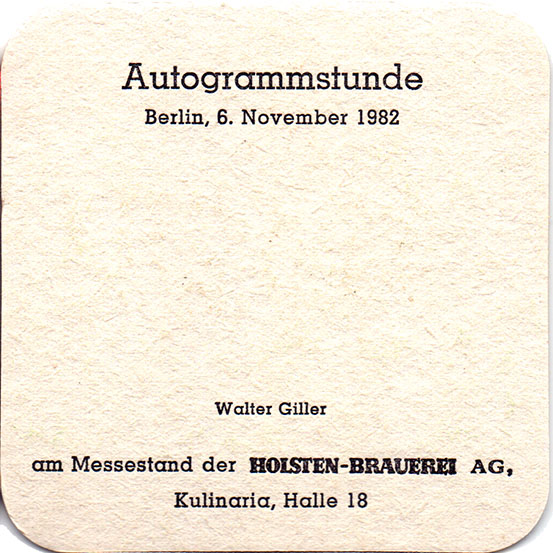 Autogrammstunde
Berlin, 6. November 1982
Walter Giller
am Messestand der HOLSTEN-BRAUEREI AG,
Kulinaria, Halle 18